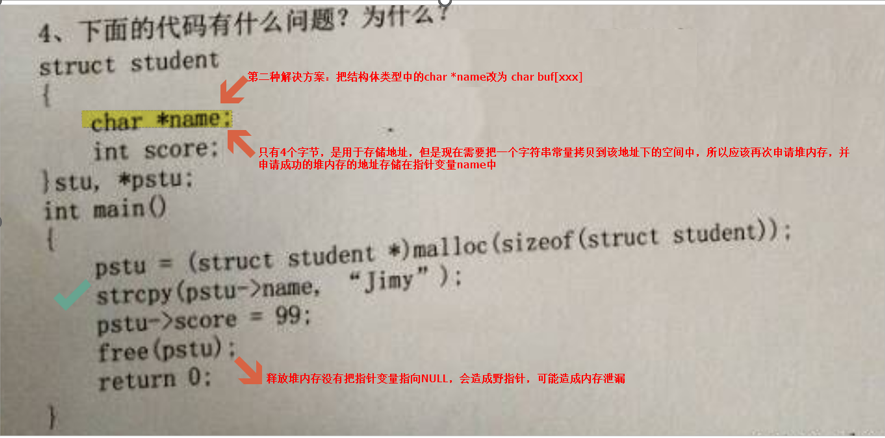 4、下面的代码有什么问题？为什么？
struct student
第二种解决方案：把结构体类型中的char *name改为 char buf[xxx]
{
char *name;
int score;
只有4个字节，是用于存储地址，但是现在需要把一个字符串常量拷贝到该地址下的空间中，所以应该再次申请堆内存，并
申请成功的堆内存的地址存储在指针变量name中
}stu, *pstu;
int main()
{
pstu = (struct student *)malloc(sizeof(struct student));
strcpy(pstu->name, “Jimy”);
pstu->score = 99;
free(pstu);
return 0;
释放堆内存没有把指针变量指向NULL，会造成野指针，可能造成内存泄漏
}